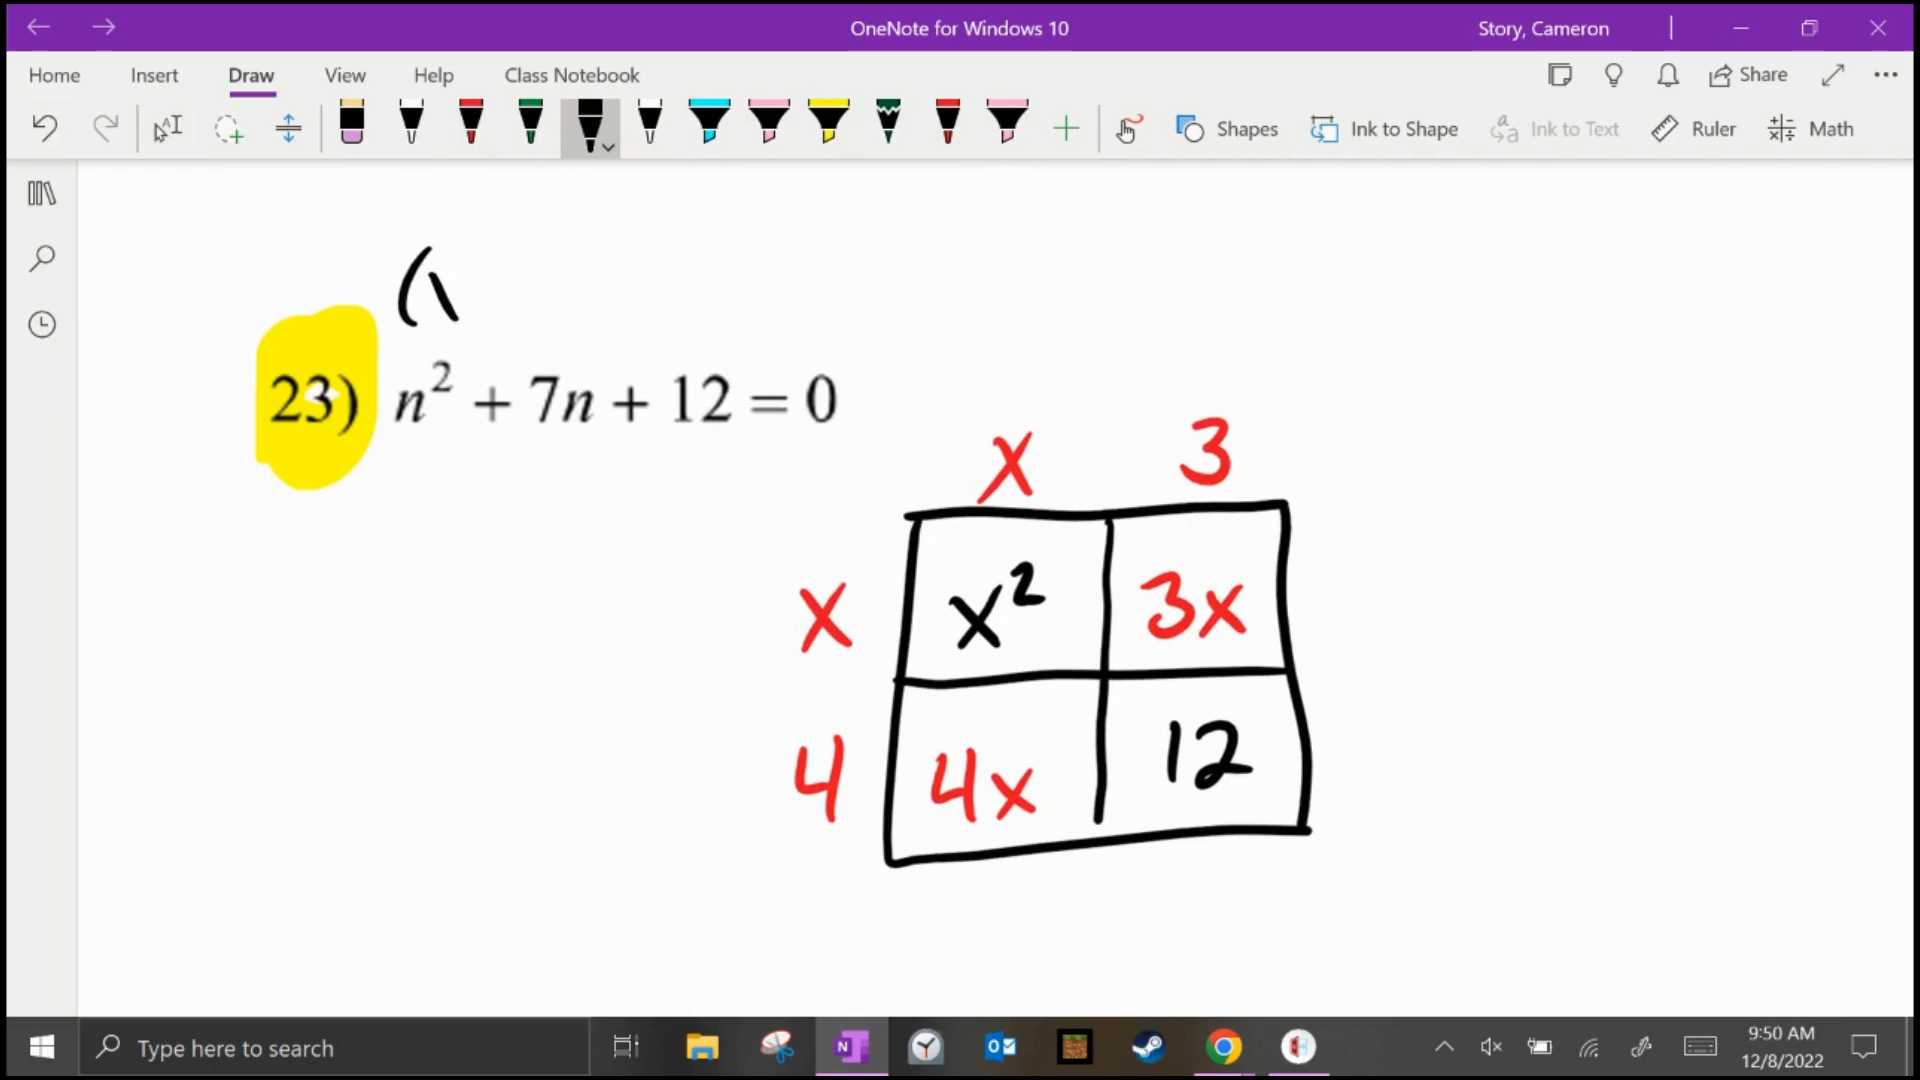 OneNote for Windows 10
Story, Cameron
Home Insert Draw View Help Class Notebook
Share
Shapes Ink to Shape Ink to Text Ruler Math
(\
23) n² + 7n + 12 = 0
x 3
x x² 3x
4 4x 12
Type here to search
9:50 AM
12/8/2022